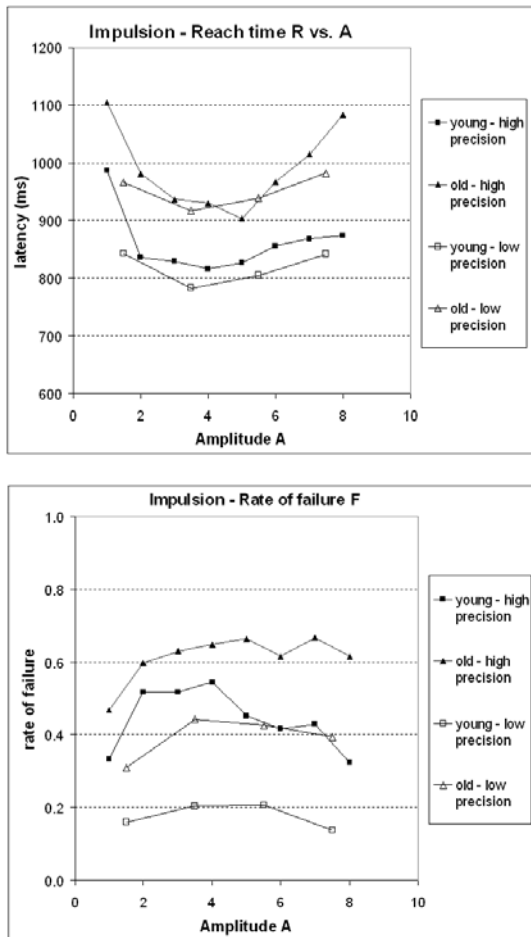 Impulsion - Reach time R vs. A
1200
1100
1000
900
800
700
600
latency (ms)
0
2
4
6
8
10
Amplitude A
young - high
precision
old - high
precision
young - low
precision
old - low
precision
Impulsion - Rate of failure F
1.0
0.8
0.6
0.4
0.2
0.0
rate of failure
0
2
4
6
8
10
Amplitude A
young - high
precision
old - high
precision
young - low
precision
old - low
precision